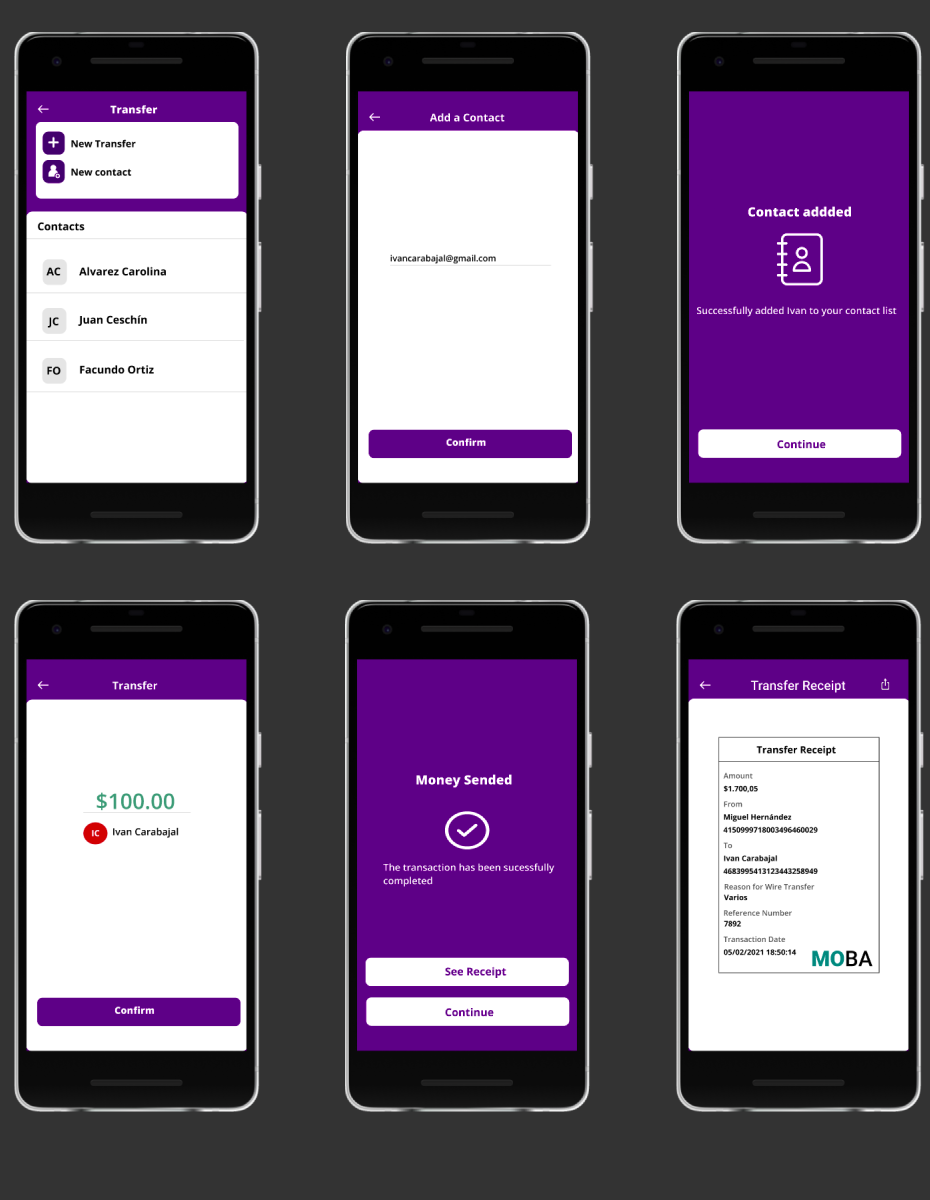 Transfer
New Transfer
New contact
Contacts
AC Alvarez Carolina
JC Juan Ceschín
FO Facundo Ortiz
Add a Contact
ivancarabajal@gmail.com
Confirm
Contact addded
Successfully added Ivan to your contact list
Continue
Transfer
$100.00
IC Ivan Carabajal
Confirm
Money Sended
The transaction has been sucessfully
completed
See Receipt
Continue
Transfer Receipt
Transfer Receipt
Amount
$1.700,05
From
Miguel Hernández
4150999718003496460029
To
Ivan Carabajal
4683995413123443258949
Reason for Wire Transfer
Varios
Reference Number
7892
Transaction Date
05/02/2021 18:50:14
MOBA